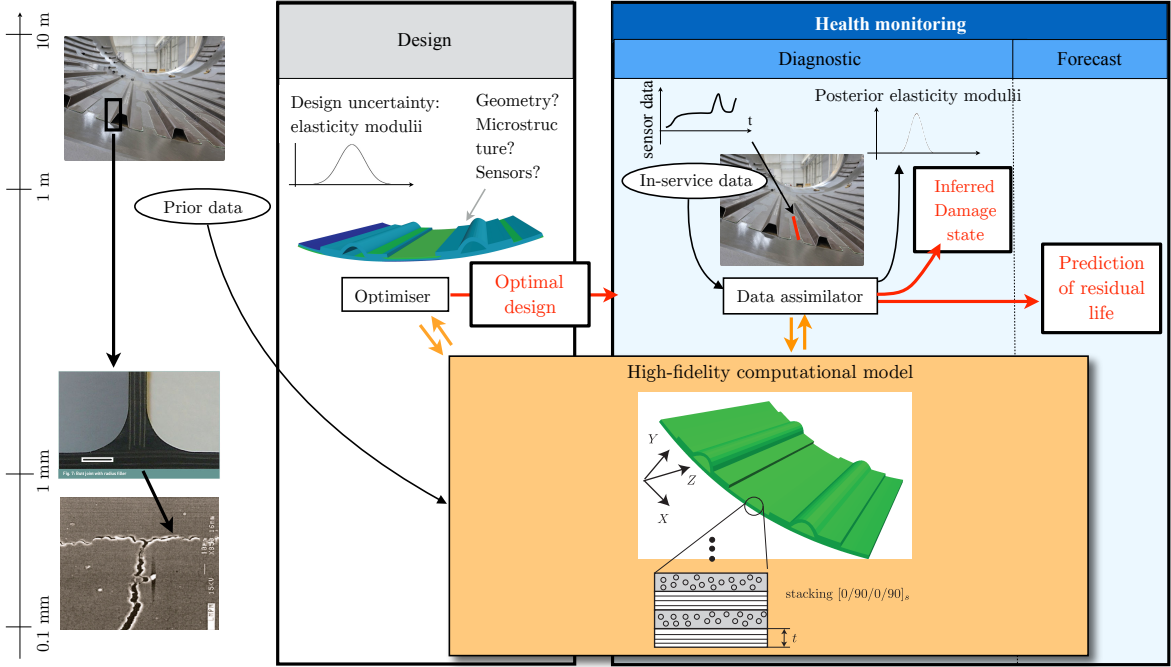 10 m
1 m
1 mm
0.1 mm
Prior data
Design
Design uncertainty:
elasticity modulii
Geometry?
Microstruc
ture?
Sensors?
Optimiser
Optimal
design
Health monitoring
Diagnostic
Forecast
sensor data
t
Posterior elasticity modulii
In-service data
Inferred
Damage
state
Data assimilator
Prediction
of residual
life
High-fidelity computational model
Y
Z
X
stacking [0/90/0/90]s
t